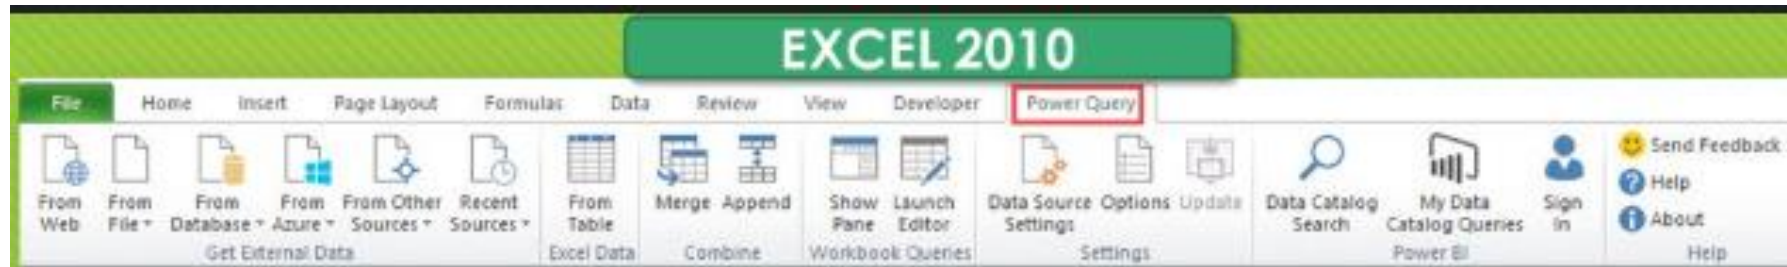 EXCEL 2010
File Home Insert Page Layout Formulas Data Review View Developer Power Query
From Web From File From Database From Azure From Other Sources Recent Sources From Table Merge Append Show Pane Launch Editor Data Source Settings Options Update Data Catalog Search My Data Catalog Queries Sign In Send Feedback
Help
About
Get External Data Excel Data Combine Workbook Queries Settings Power BI Help